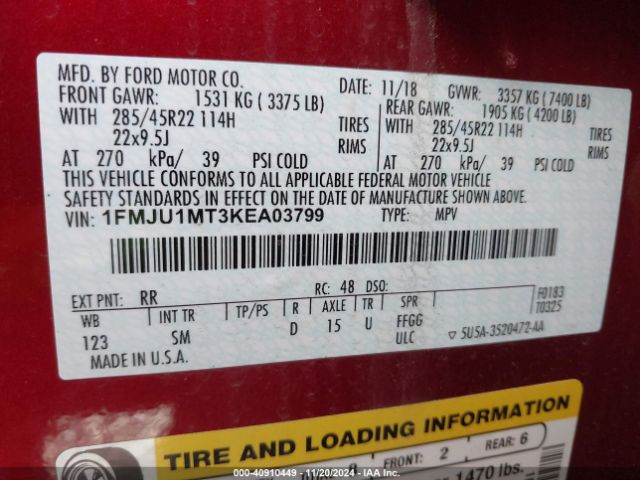 MFD. BY FORD MOTOR CO.
DATE: 11/18 GVWR: 3357 KG ( 7400 LB)
FRONT GAWR: 1531 KG ( 3375 LB)
REAR GAWR: 1905 KG ( 4200 LB)
WITH 285/45R22 114H TIRES
WITH 285/45R22 114H TIRES
22x9.5J RIMS
22x9.5J RIMS
AT 270 kPa/ 39 PSI COLD
AT 270 kPa/ 39 PSI COLD
THIS VEHICLE CONFORMS TO ALL APPLICABLE FEDERAL MOTOR VEHICLE
SAFETY STANDARDS IN EFFECT ON THE DATE OF MANUFACTURE SHOWN ABOVE.
VIN: 1FMJU1MT3KEA03799 TYPE: MPV
EXT PNT: RR RC: 48 DSO:
F0183
T0325
WB INT TR TP/PS R AXLE TR SPR
123 SM D 15 U FFGG
ULC ▽ 5U5A-3520472-AA
MADE IN U.S.A.
TIRE AND LOADING INFORMATION
FRONT: 2 REAR: 6
1470 lbs.
000-40910449 - 11/20/2024 - IAA Inc.